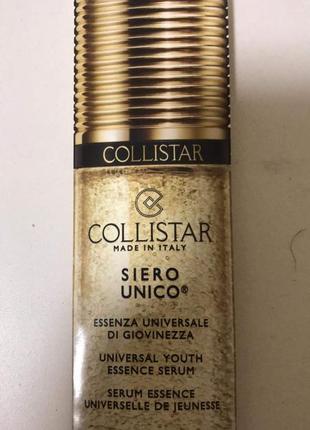 COLLISTAR
COLLISTAR
MADE IN ITALY
SIERO
UNICO®
ESSENZA UNIVERSALE
DI GIOVINEZZA
UNIVERSAL YOUTH
ESSENCE SERUM
SERUM ESSENCE
UNIVERSELLE DE JEUNESSE